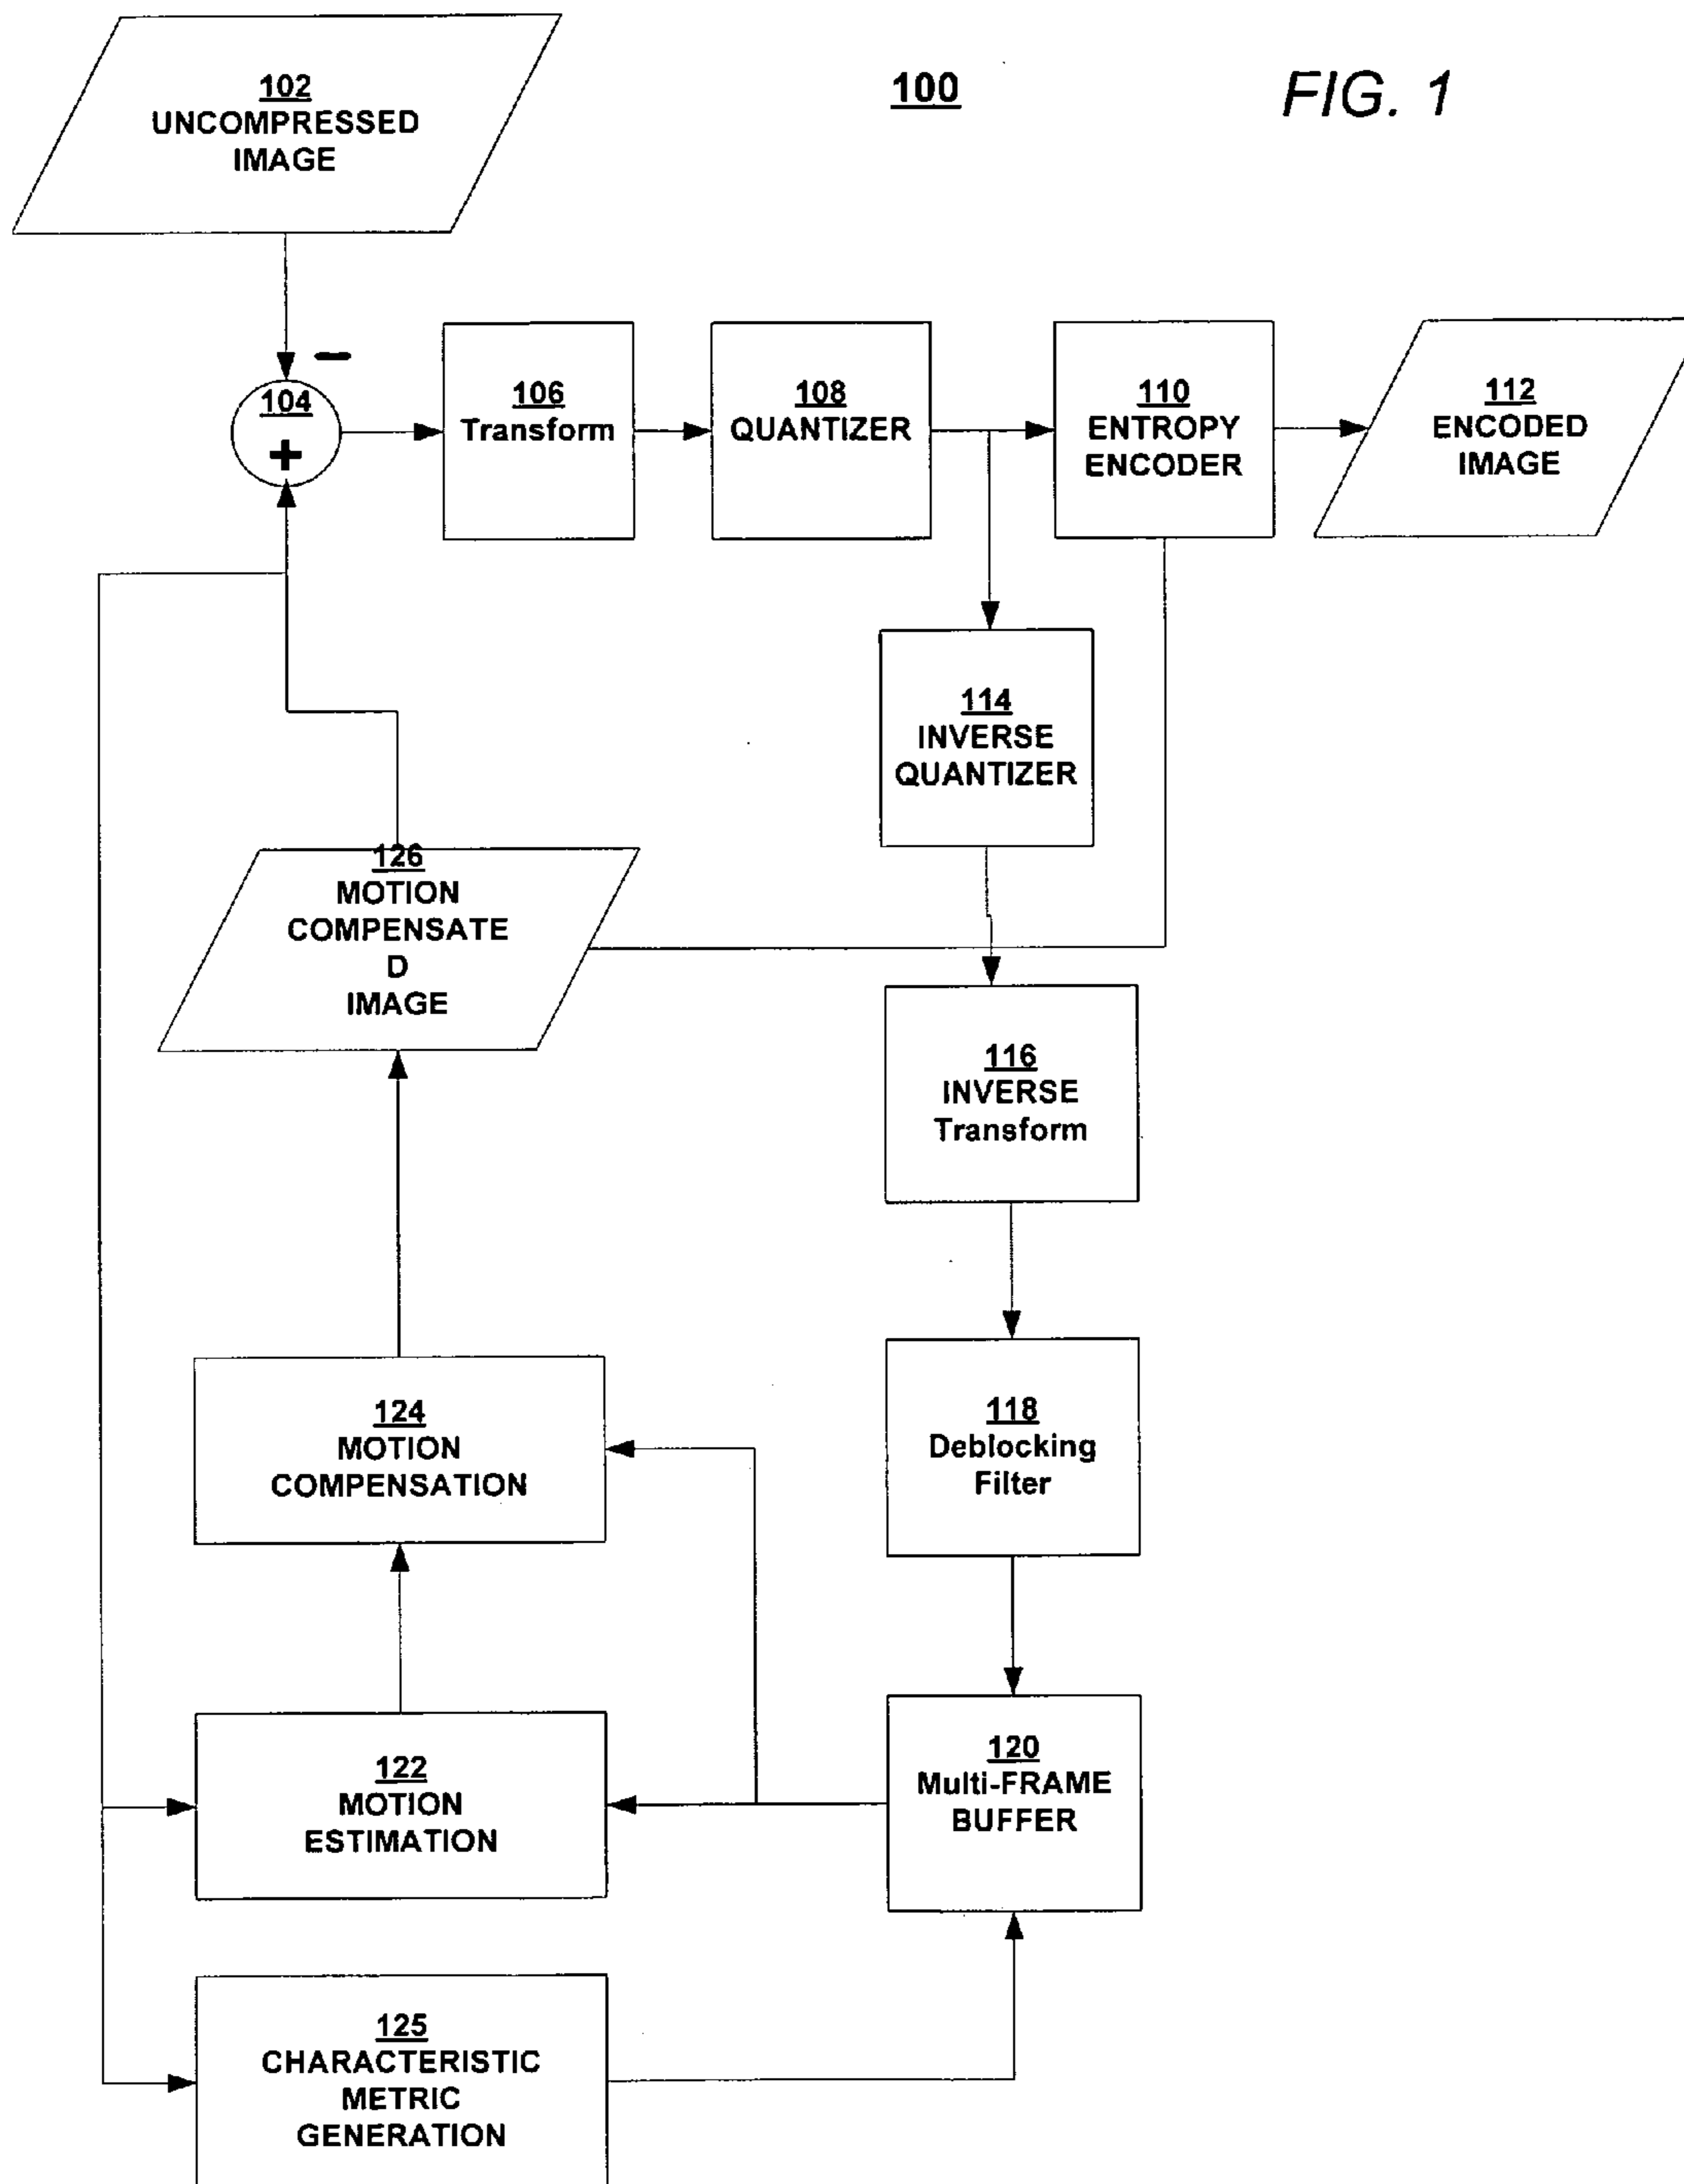 100
FIG. 1
102
UNCOMPRESSED
IMAGE
−
104
+
106
Transform
108
QUANTIZER
110
ENTROPY
ENCODER
112
ENCODED
IMAGE
114
INVERSE
QUANTIZER
126
MOTION
COMPENSATE
D
IMAGE
116
INVERSE
Transform
124
MOTION
COMPENSATION
118
Deblocking
Filter
122
MOTION
ESTIMATION
120
Multi-FRAME
BUFFER
125
CHARACTERISTIC
METRIC
GENERATION